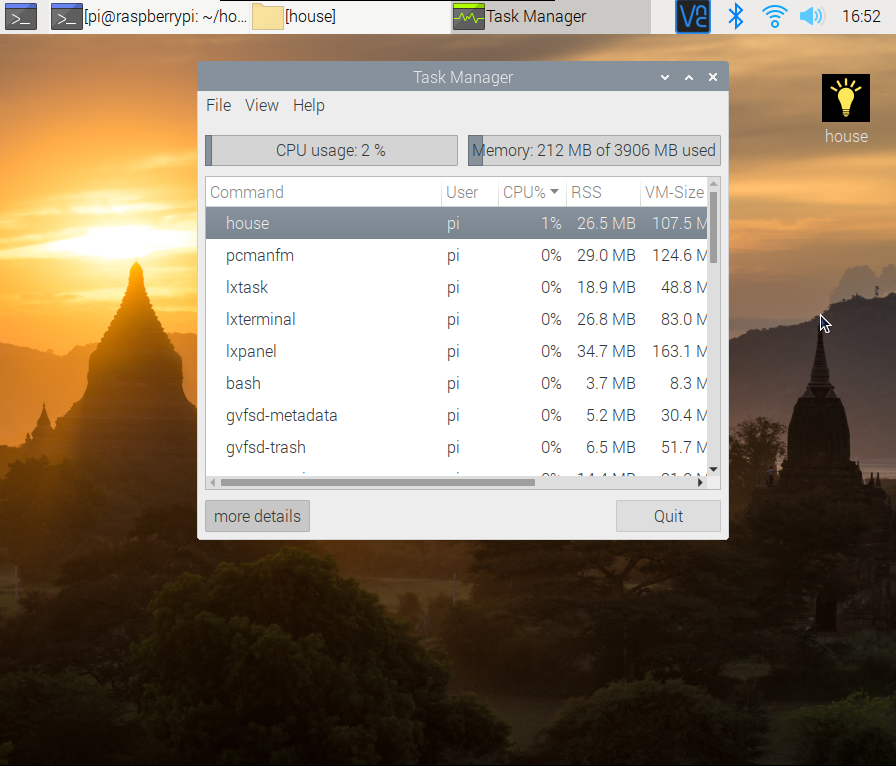 [pi@raspberrypi: ~/ho... [house] Task Manager 16:52
Task Manager
house
File View Help
CPU usage: 2 % Memory: 212 MB of 3906 MB used
Command User CPU% RSS VM-Size
house pi 1% 26.5 MB 107.5 M
pcmanfm pi 0% 29.0 MB 124.6 M
lxtask pi 0% 18.9 MB 48.8 M
lxterminal pi 0% 26.8 MB 83.0 M
lxpanel pi 0% 34.7 MB 163.1 M
bash pi 0% 3.7 MB 8.3 M
gvfsd-metadata pi 0% 5.2 MB 30.4 M
gvfsd-trash pi 0% 6.5 MB 51.7 M
more details Quit